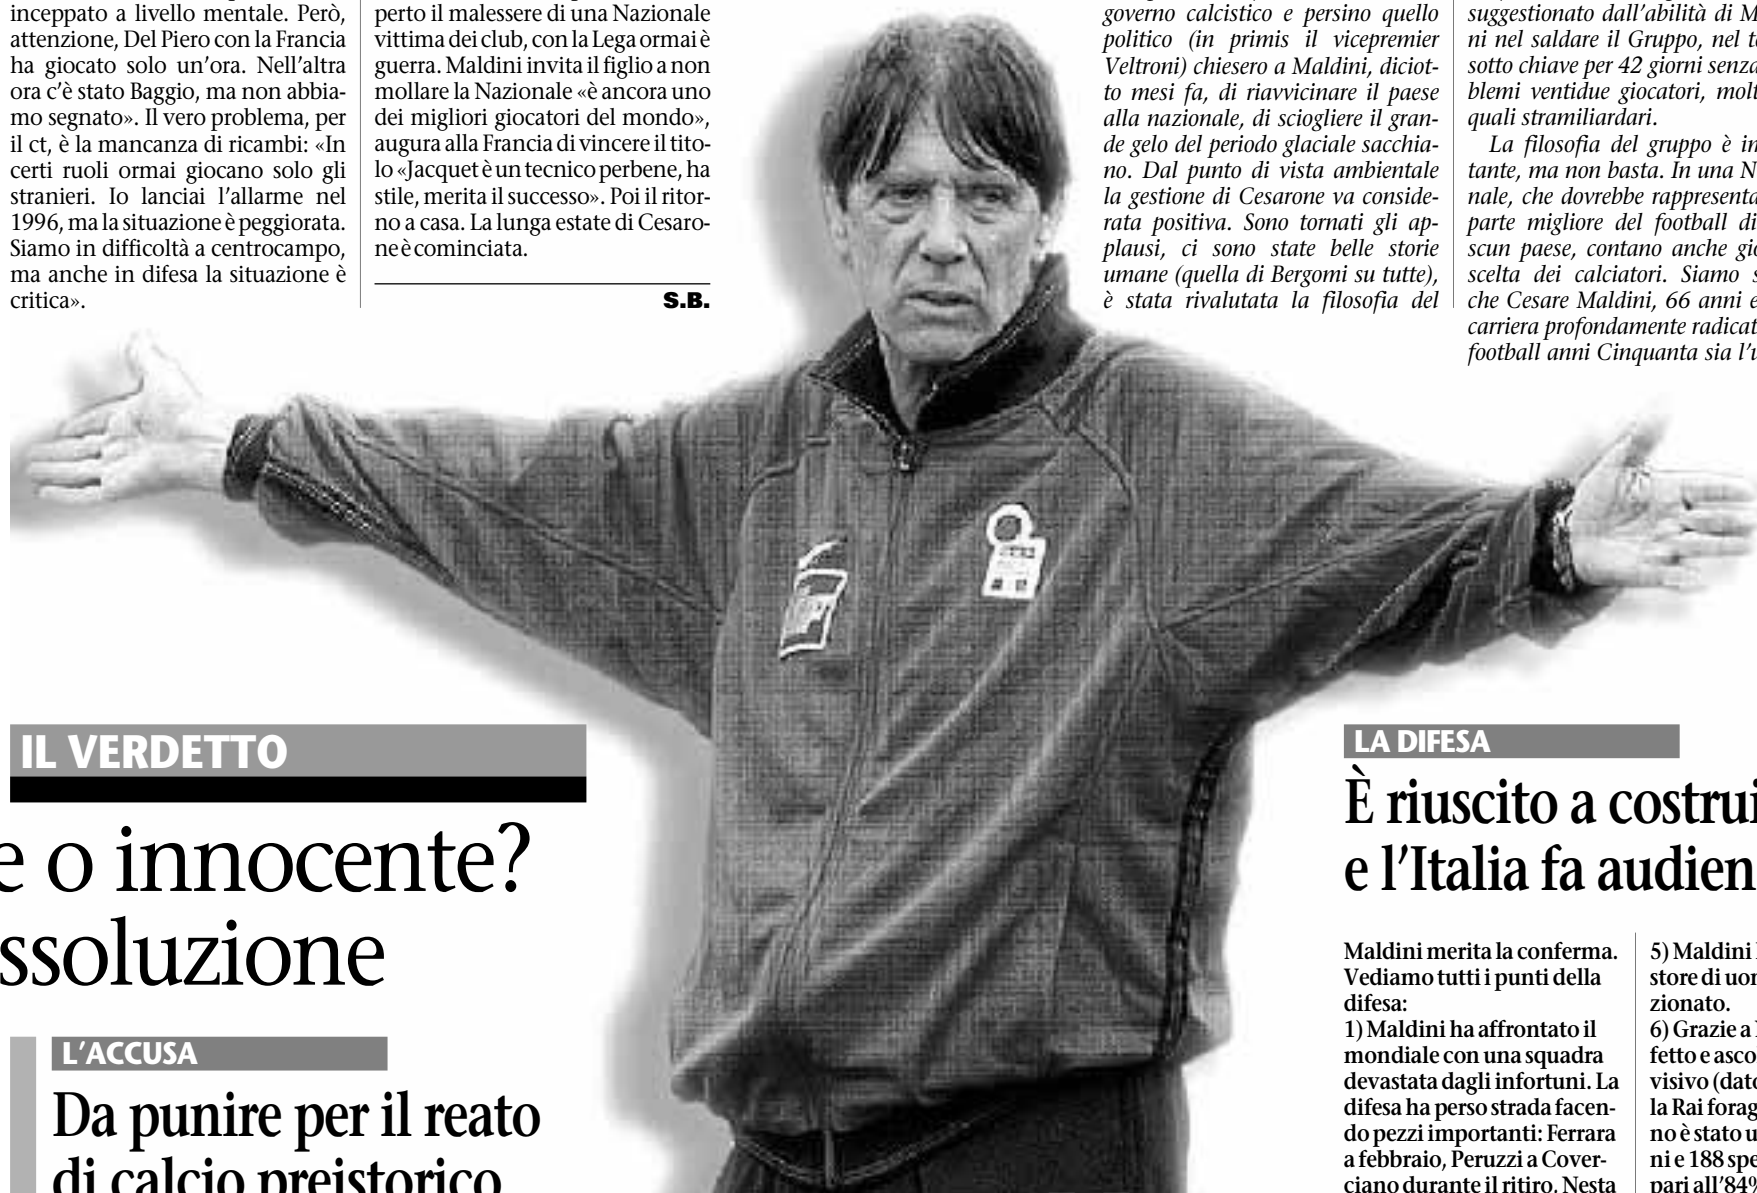 inceppato a livello mentale. Però,
attenzione, Del Piero con la Francia
ha giocato solo un'ora. Nell'altra
ora c'è stato Baggio, ma non abbia-
mo segnato». Il vero problema, per
il ct, è la mancanza di ricambi: «In
certi ruoli ormai giocano solo gli
stranieri. Io lanciai l'allarme nel
1996, ma la situazione è peggiorata.
Siamo in difficoltà a centrocampo,
ma anche in difesa la situazione è
critica».
perto il malessere di una Nazionale
vittima dei club, con la Lega ormai è
guerra. Maldini invita il figlio a non
mollare la Nazionale «è ancora uno
dei migliori giocatori del mondo»,
augura alla Francia di vincere il tito-
lo «Jacquet è un tecnico perbene, ha
stile, merita il successo». Poi il ritor-
no a casa. La lunga estate di Cesaro-
ne è cominciata.
S.B.
governo calcistico e persino quello
politico (in primis il vicepremier
Veltroni) chiesero a Maldini, diciot-
to mesi fa, di riavvicinare il paese
alla nazionale, di sciogliere il gran-
de gelo del periodo glaciale sacchia-
no. Dal punto di vista ambientale
la gestione di Cesarone va conside-
rata positiva. Sono tornati gli ap-
plausi, ci sono state belle storie
umane (quella di Bergomi su tutte),
è stata rivalutata la filosofia del
suggestionato dall'abilità di M
ni nel saldare il Gruppo, nel te
sotto chiave per 42 giorni senza
blemi ventidue giocatori, molt
quali stramiliardari.
La filosofia del gruppo è in
tante, ma non basta. In una N
nale, che dovrebbe rappresenta
parte migliore del football di
scun paese, contano anche gio
scelta dei calciatori. Siamo s
che Cesare Maldini, 66 anni e
carriera profondamente radicat
football anni Cinquanta sia l'u
IL VERDETTO
e o innocente?
ssoluzione
L'ACCUSA
Da punire per il reato
di calcio preistorico
LA DIFESA
È riuscito a costrui
e l'Italia fa audien
Maldini merita la conferma.
Vediamo tutti i punti della
difesa:
1) Maldini ha affrontato il
mondiale con una squadra
devastata dagli infortuni. La
difesa ha perso strada facen-
do pezzi importanti: Ferrara
a febbraio, Peruzzi a Cover-
ciano durante il ritiro. Nesta
5) Maldini
store di uon
zionato.
6) Grazie a
fetto e asco
visivo (dato
la Rai forag
no è stato u
ni e 188 spe
pari all'84%